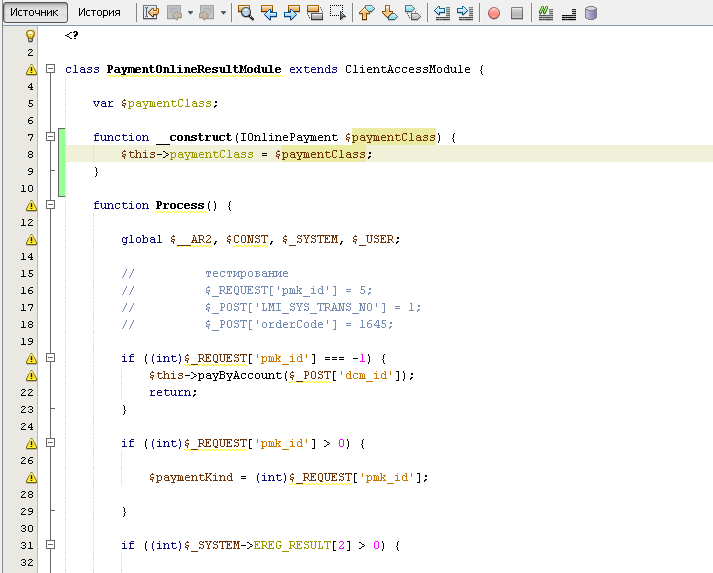 Источник История
<?
2
class PaymentOnlineResultModule extends ClientAccessModule {
4
5 var $paymentClass;
6
7 function __construct(IOnlinePayment $paymentClass) {
8 $this->paymentClass = $paymentClass;
9 }
10
function Process() {
12
global $__AR2, $CONST, $_SYSTEM, $_USER;
14
15 // тестирование
16 // $_REQUEST['pmk_id'] = 5;
17 // $_POST['LMI_SYS_TRANS_NO'] = 1;
18 // $_POST['orderCode'] = 1645;
19
if ((int)$_REQUEST['pmk_id'] === -1) {
$this->payByAccount($_POST['dcm_id']);
22 return;
23 }
24
if ((int)$_REQUEST['pmk_id'] > 0) {
26
$paymentKind = (int)$_REQUEST['pmk_id'];
28
29 }
30
31 if ((int)$_SYSTEM->EREG_RESULT[2] > 0) {
32